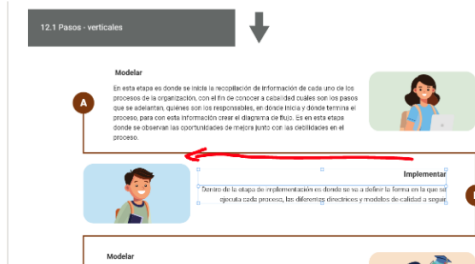 12.1 Pasos - verticales
Modelar
En esta etapa es donde se inicia la recopilación de información de cada uno de los
procesos de la organización, con el fin de conocer a cabalidad cuáles son los pasos
que se adelantan, quiénes son los responsables, en dónde inicia y dónde termina el
proceso, para con esta información crear el diagrama de flujo. Es en esta etapa
donde se observan las oportunidades de mejora junto con las debilidades en el
proceso.
A
Implementar
Dentro de la etapa de implementación es donde se va a definir la forma en la que se
ejecuta cada proceso, las diferentes directrices y modelos de calidad a seguir
Modelar